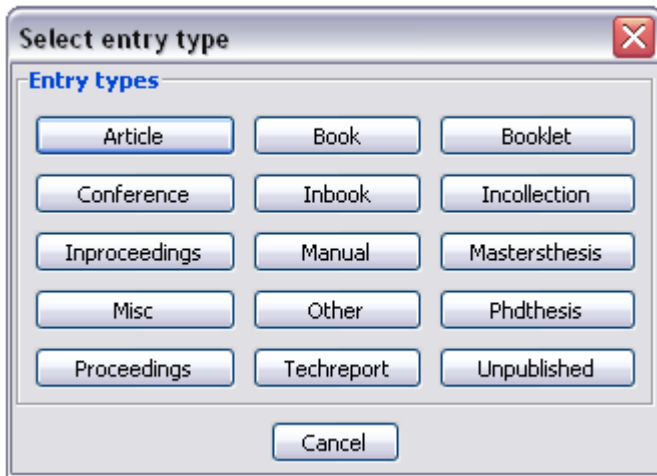 Select entry type
Entry types
Article Book Booklet
Conference Inbook Incollection
Inproceedings Manual Mastersthesis
Misc Other Phdthesis
Proceedings Techreport Unpublished
Cancel